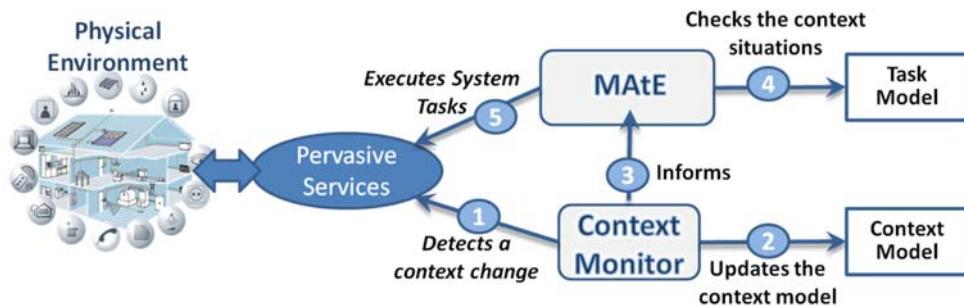 Physical
Environment
Checks the context
situations
Executes System
Tasks
MAtE
4
Task
Model
5
Pervasive
Services
3
Informs
1
Detects a
context change
Context
Monitor
2
Updates the
context model
Context
Model